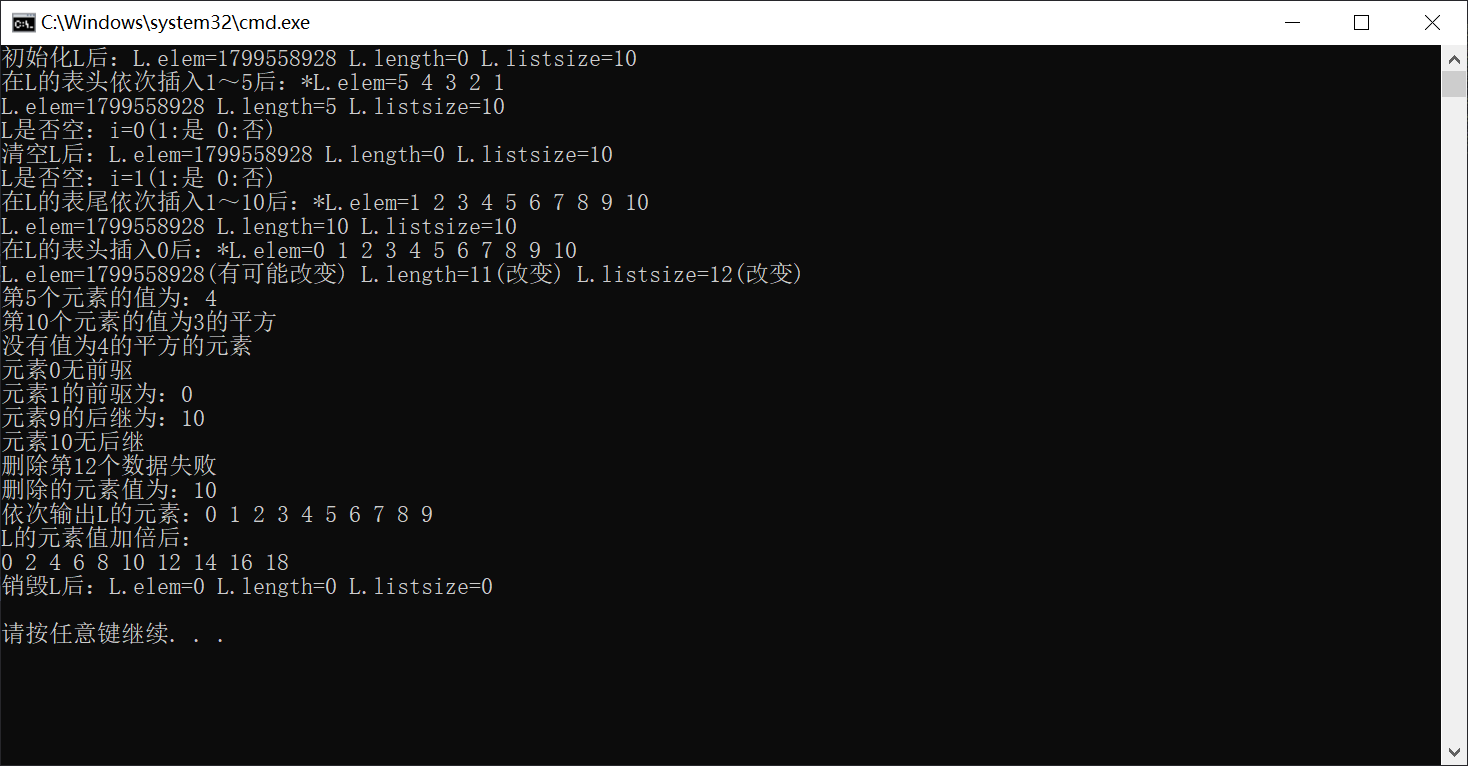 C:\Windows\system32\cmd.exe
初始化L后：L.elem=1799558928 L.length=0 L.listsize=10
在L的表头依次插入1～5后：*L.elem=5 4 3 2 1
L.elem=1799558928 L.length=5 L.listsize=10
L是否空：i=0(1:是 0:否)
清空L后：L.elem=1799558928 L.length=0 L.listsize=10
L是否空：i=1(1:是 0:否)
在L的表尾依次插入1～10后：*L.elem=1 2 3 4 5 6 7 8 9 10
L.elem=1799558928 L.length=10 L.listsize=10
在L的表头插入0后：*L.elem=0 1 2 3 4 5 6 7 8 9 10
L.elem=1799558928(有可能改变) L.length=11(改变) L.listsize=12(改变)
第5个元素的值为：4
第10个元素的值为3的平方
没有值为4的平方的元素
元素0无前驱
元素1的前驱为：0
元素9的后继为：10
元素10无后继
删除第12个数据失败
删除的元素值为：10
依次输出L的元素：0 1 2 3 4 5 6 7 8 9
L的元素值加倍后：
0 2 4 6 8 10 12 14 16 18
销毁L后：L.elem=0 L.length=0 L.listsize=0
请按任意键继续. . .